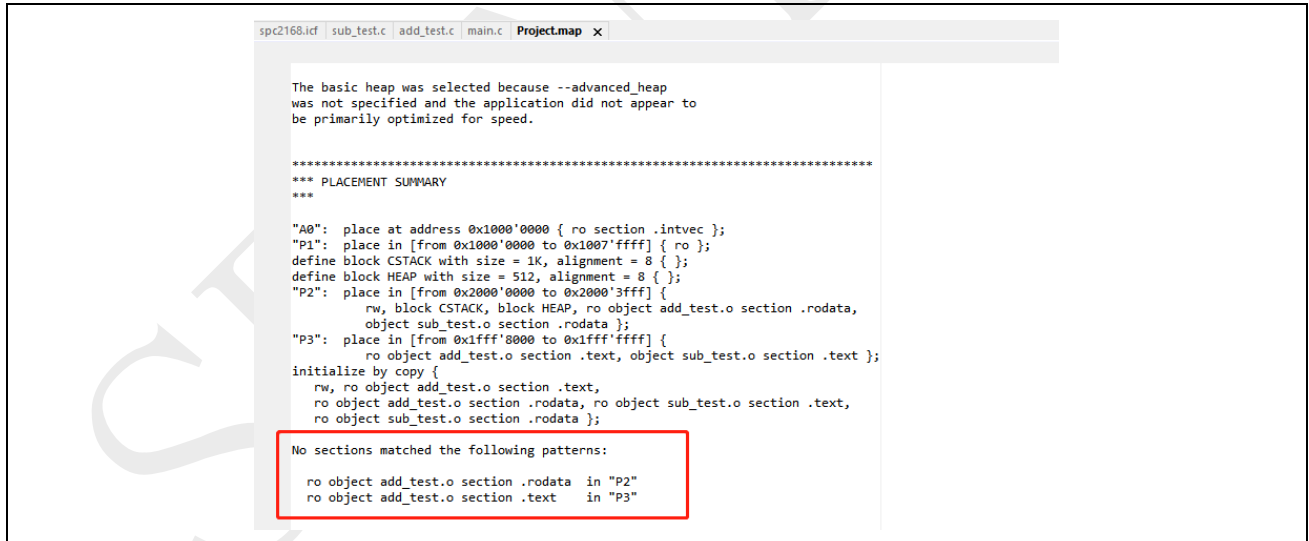 spc2168.icf sub_test.c add_test.c main.c Project.map x
The basic heap was selected because --advanced_heap
was not specified and the application did not appear to
be primarily optimized for speed.
*******************************************************************************
*** PLACEMENT SUMMARY
***
"A0":  place at address 0x1000'0000 { ro section .intvec };
"P1":  place in [from 0x1000'0000 to 0x1007'ffff] { ro };
define block CSTACK with size = 1K, alignment = 8 { };
define block HEAP with size = 512, alignment = 8 { };
"P2":  place in [from 0x2000'0000 to 0x2000'3fff] {
          rw, block CSTACK, block HEAP, ro object add_test.o section .rodata,
          object sub_test.o section .rodata };
"P3":  place in [from 0x1fff'8000 to 0x1fff'ffff] {
          ro object add_test.o section .text, object sub_test.o section .text };
initialize by copy {
   rw, ro object add_test.o section .text,
   ro object add_test.o section .rodata, ro object sub_test.o section .text,
   ro object sub_test.o section .rodata };
No sections matched the following patterns:
  ro object add_test.o section .rodata  in "P2"
  ro object add_test.o section .text    in "P3"